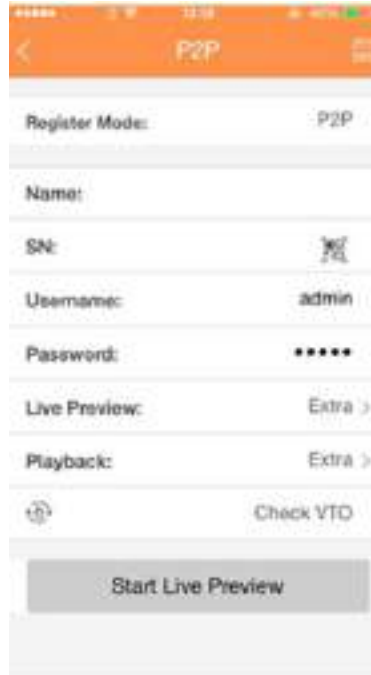 P2P
Register Mode: P2P
Name:
SN:
Username: admin
Password: •••••
Live Preview: Extra >
Playback: Extra >
Check VTO
Start Live Preview